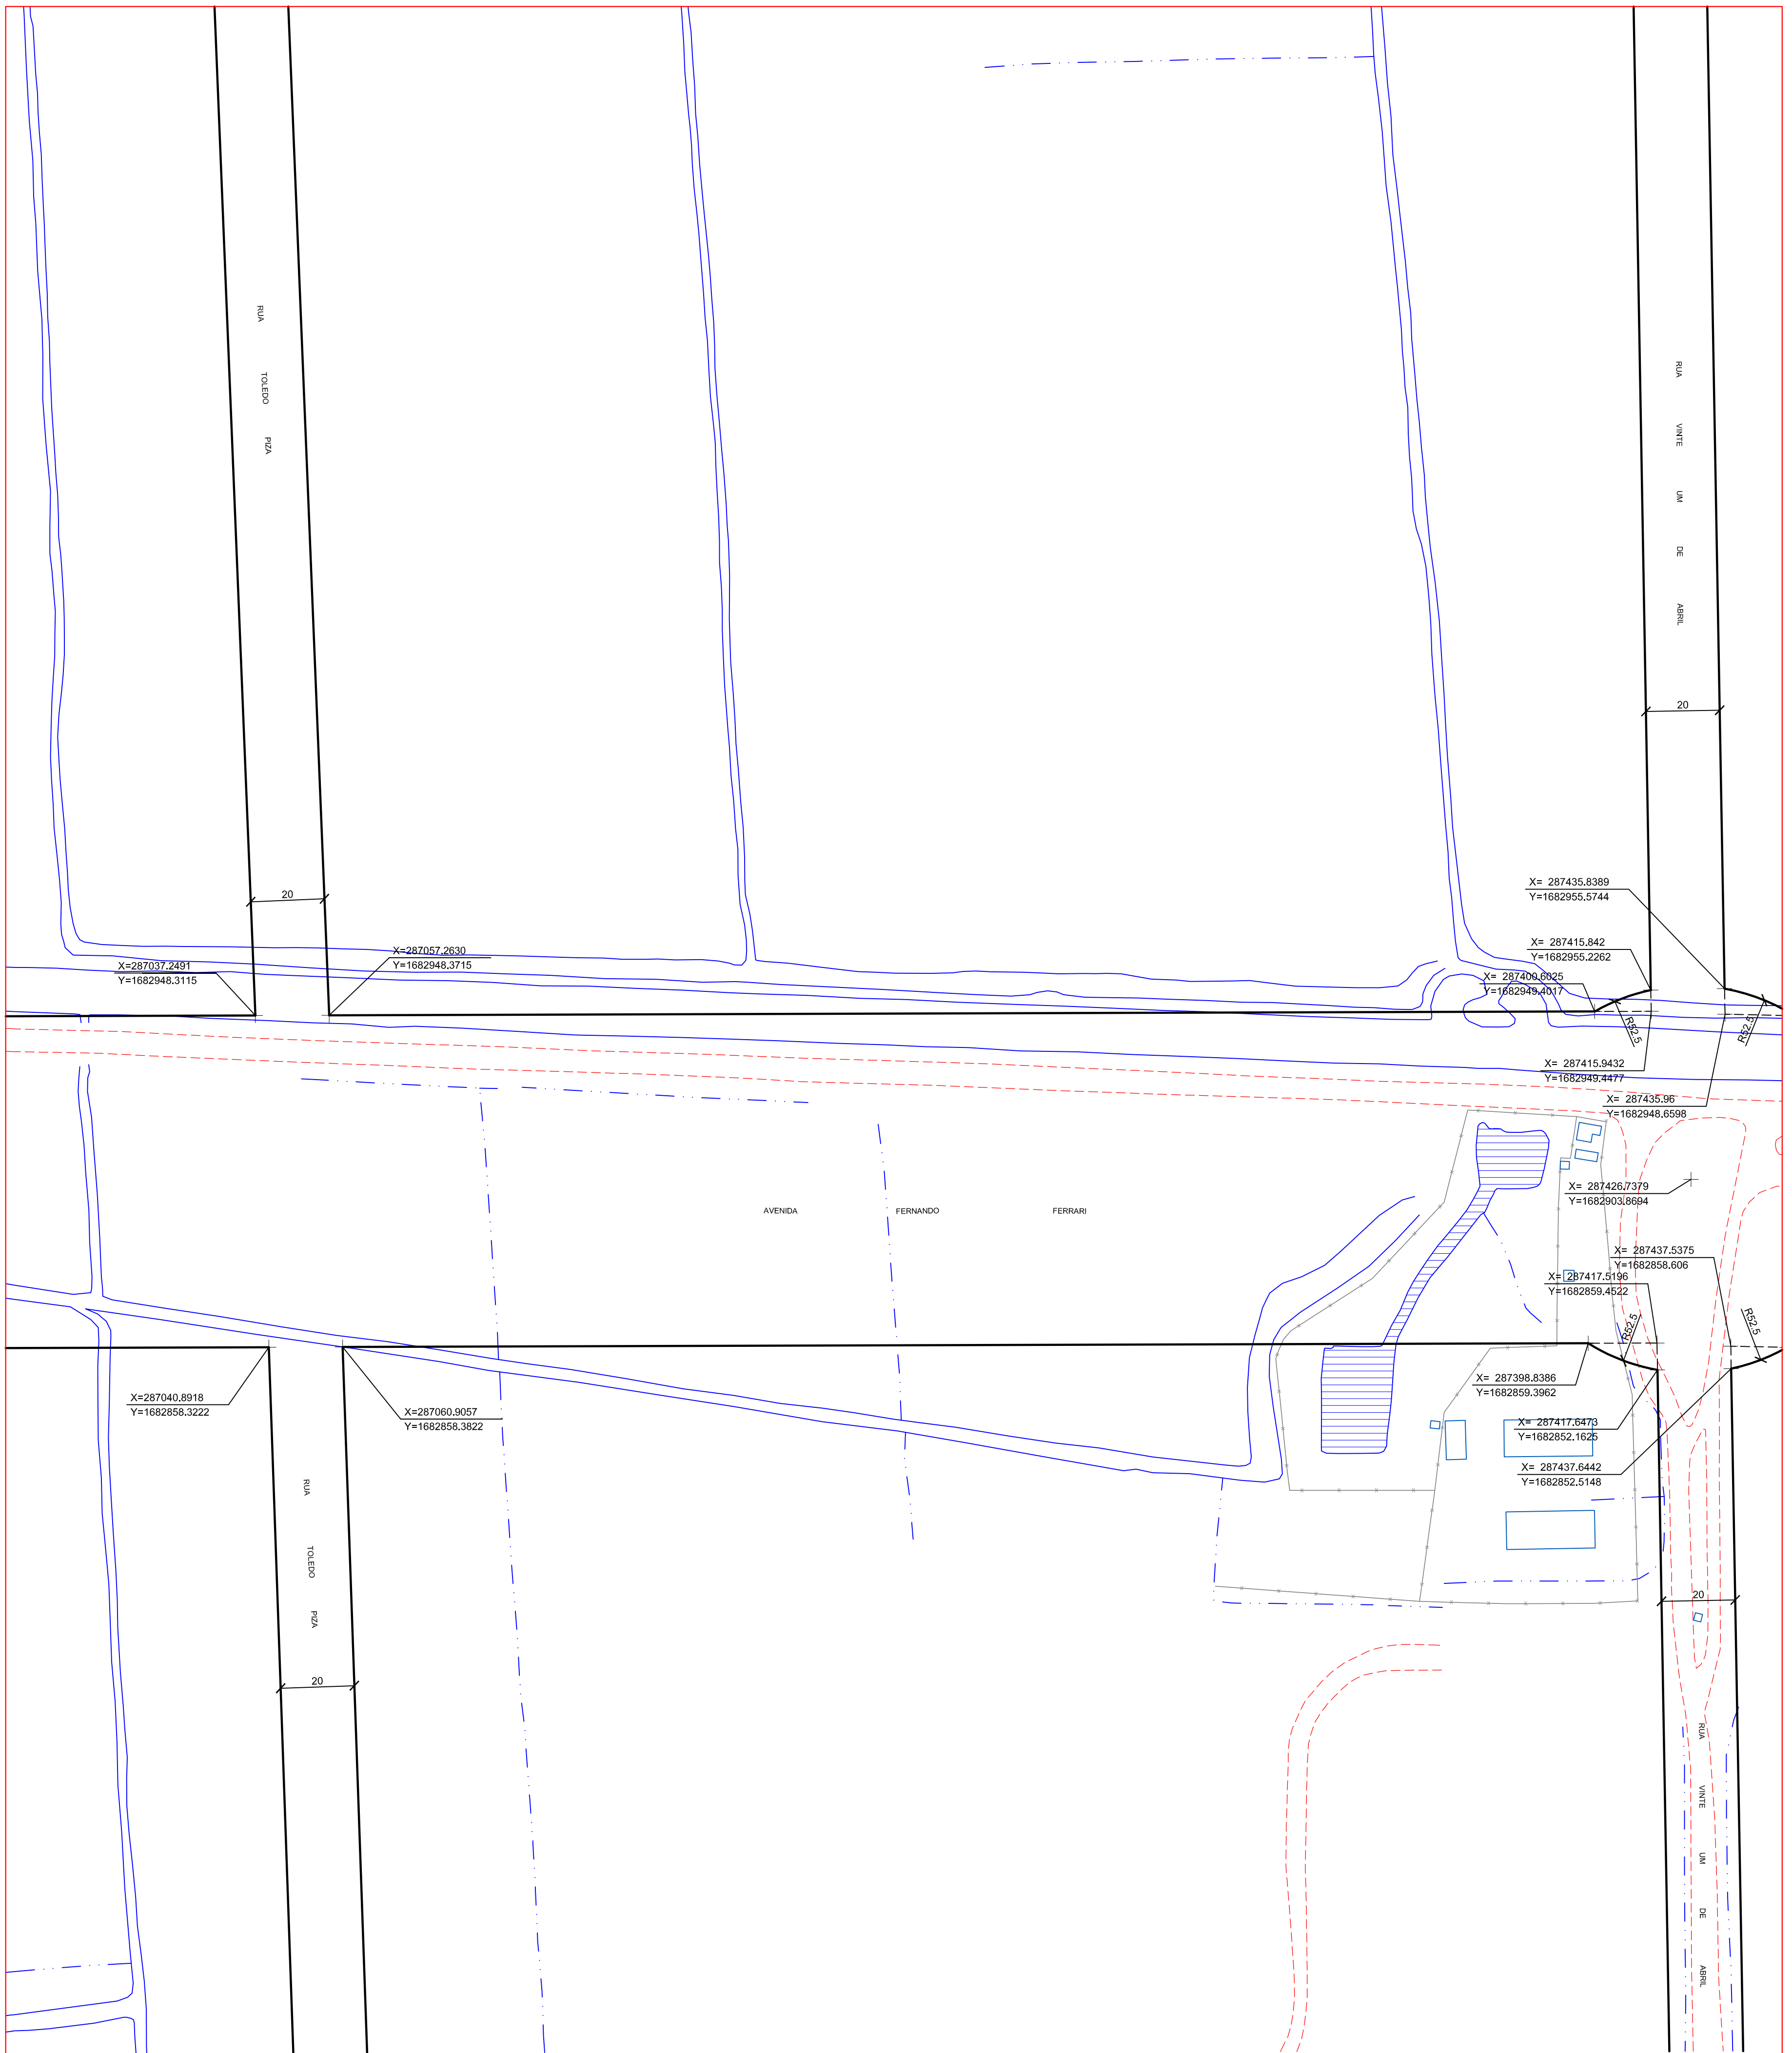 RUA TOLEDO PIZA
RUA VINTE UM DE ABRIL
20
20
X= 287435.8389
Y=1682955.5744
X=287057.2630
Y=1682948.3715
X= 287415.842
Y=1682955.2262
X=287037.2491
Y=1682948.3115
X= 287400.6025
Y=1682949.4017
R52.5
R52.5
X= 287415.9432
Y=1682949.4477
X= 287435.96
Y=1682948.6598
X= 287426.7379
Y=1682903.8694
AVENIDA FERNANDO FERRARI
X= 287437.5375
Y=1682858.606
X= 287417.5196
Y=1682859.4522
R52.5
R52.5
X= 287398.8386
Y=1682859.3962
X=287040.8918
Y=1682858.3222
X=287060.9057
Y=1682858.3822
X= 287417.6473
Y=1682852.1625
X= 287437.6442
Y=1682852.5148
RUA TOLEDO PIZA
20
20
RUA VINTE UM DE ABRIL